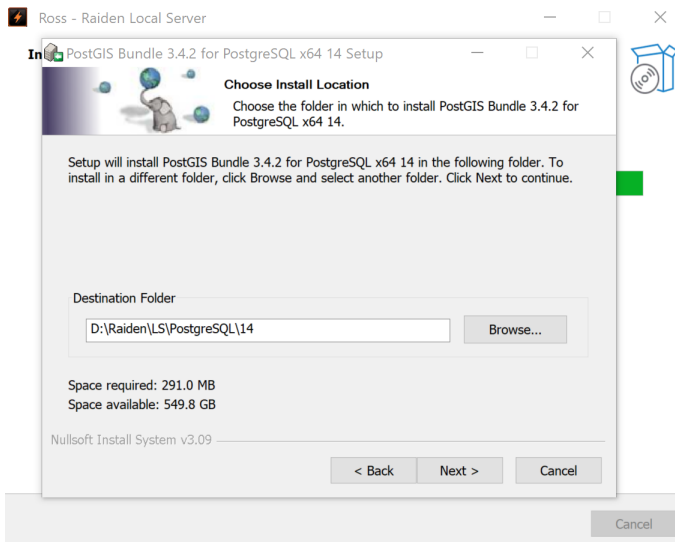 Ross - Raiden Local Server
In
PostGIS Bundle 3.4.2 for PostgreSQL x64 14 Setup
Choose Install Location
Choose the folder in which to install PostGIS Bundle 3.4.2 for
PostgreSQL x64 14.
Setup will install PostGIS Bundle 3.4.2 for PostgreSQL x64 14 in the following folder. To
install in a different folder, click Browse and select another folder. Click Next to continue.
Destination Folder
D:\Raiden\LS\PostgreSQL\14
Browse...
Space required: 291.0 MB
Space available: 549.8 GB
Nullsoft Install System v3.09
< Back
Next >
Cancel
Cancel